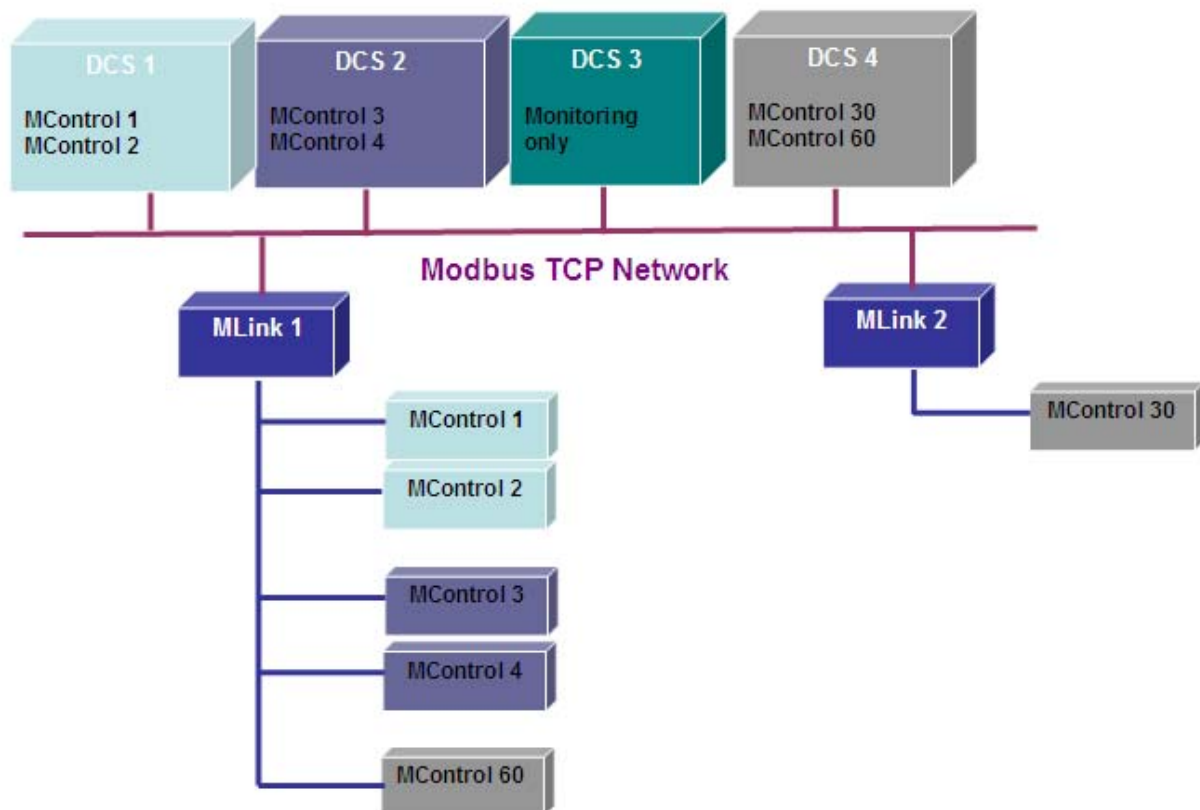 DCS 1
MControl 1
MControl 2
DCS 2
MControl 3
MControl 4
DCS 3
Monitoring
only
DCS 4
MControl 30
MControl 60
Modbus TCP Network
MLink 1
MLink 2
MControl 1
MControl 30
MControl 2
MControl 3
MControl 4
MControl 60